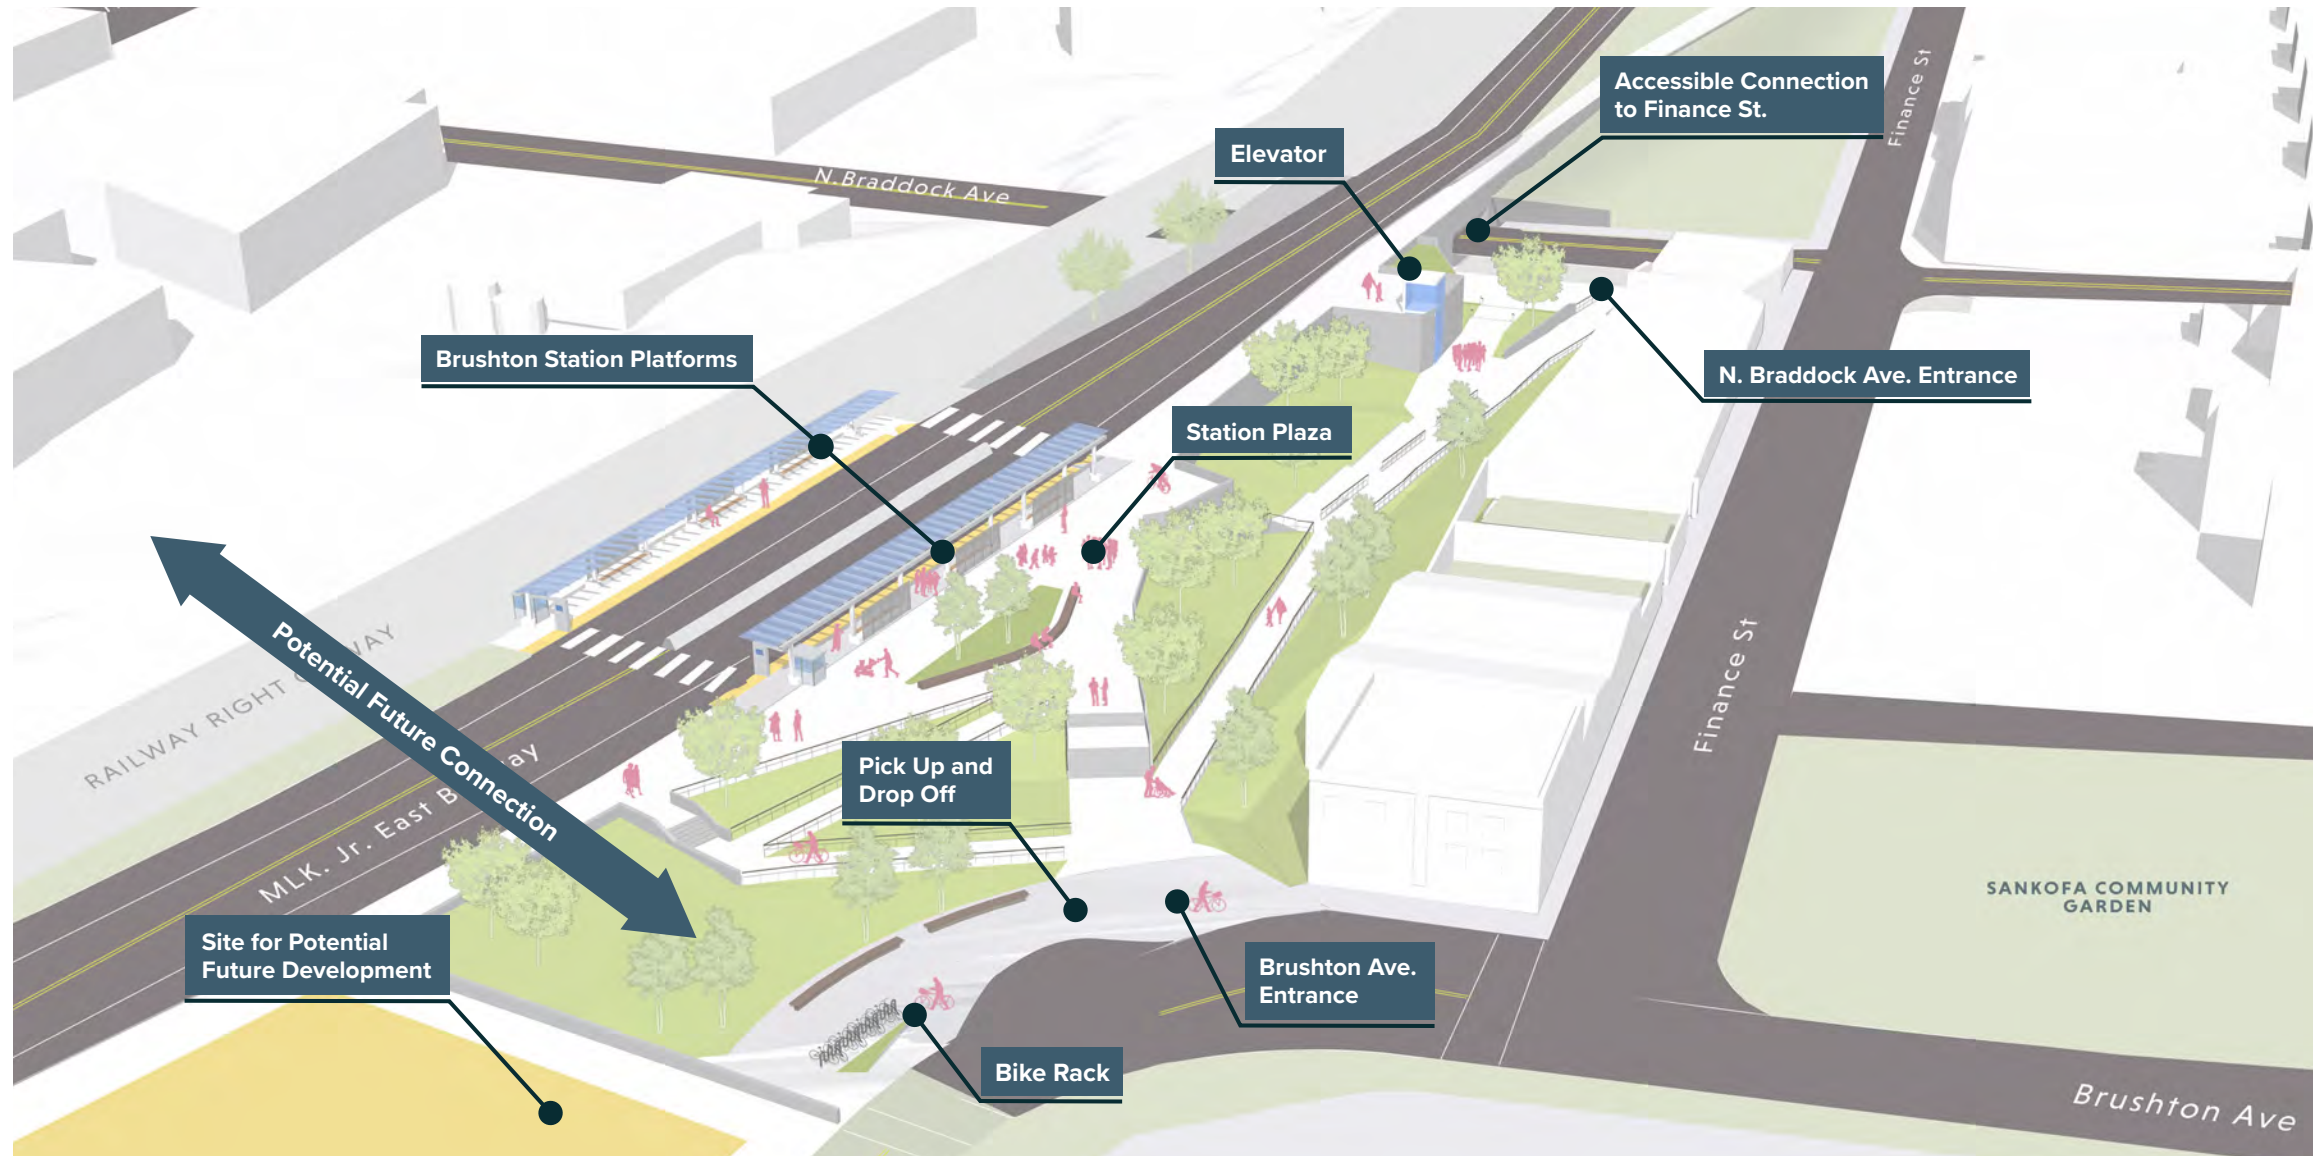 Accessible Connection
to Finance St.
Finance St
Elevator
N. Braddock Ave
Brushton Station Platforms
N. Braddock Ave. Entrance
Station Plaza
Potential Future Connection
RAILWAY RIGHT WAY
MLK. Jr. East B ay
Finance St
Pick Up and
Drop Off
SANKOFA COMMUNITY
GARDEN
Site for Potential
Future Development
Brushton Ave.
Entrance
Bike Rack
Brushton Ave